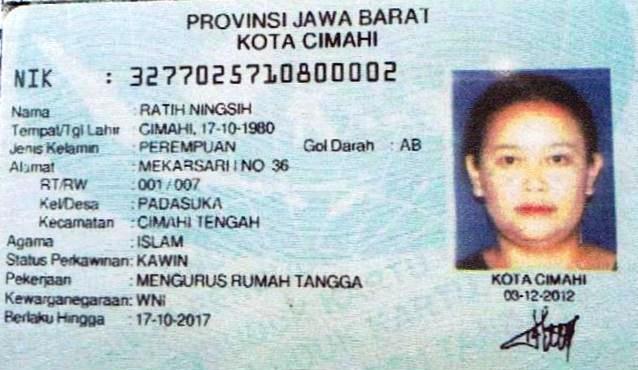 PROVINSI JAWA BARAT
KOTA CIMAHI
NIK : 3277025710800002
Nama : RATIH NINGSIH
Tempat/Tgl Lahir : CIMAHI, 17-10-1980
Jenis Kelamin : PEREMPUAN Gol Darah : AB
Alamat : MEKARSARI I NO 36
RT/RW : 001/007
Kel/Desa : PADASUKA
Kecamatan : CIMAHI TENGAH
Agama : ISLAM
Status Perkawinan: KAWIN
Pekerjaan : MENGURUS RUMAH TANGGA
Kewarganegaraan: WNI
Berlaku Hingga : 17-10-2017
KOTA CIMAHI
03-12-2012